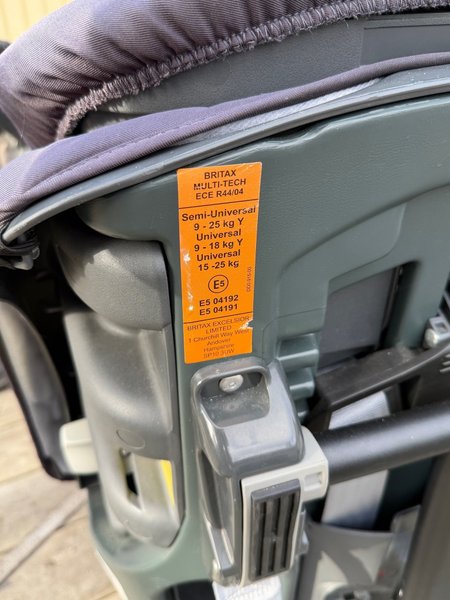 BRITAX
MULTI-TECH
ECE R44/04
Semi-Universal
9 - 25 kg Y
Universal
9 - 18 kg Y
Universal
15 -25 kg
E5
E5 04192
E5 04191
BRITAX EXCELSIOR
LIMITED
1 Churchill Way West
Andover
Hampshire
SP10 3UW